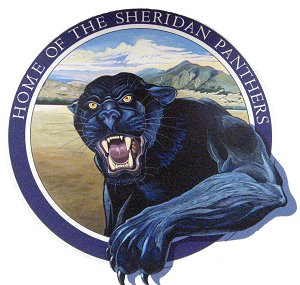 HOME OF THE SHERIDAN PANTHERS